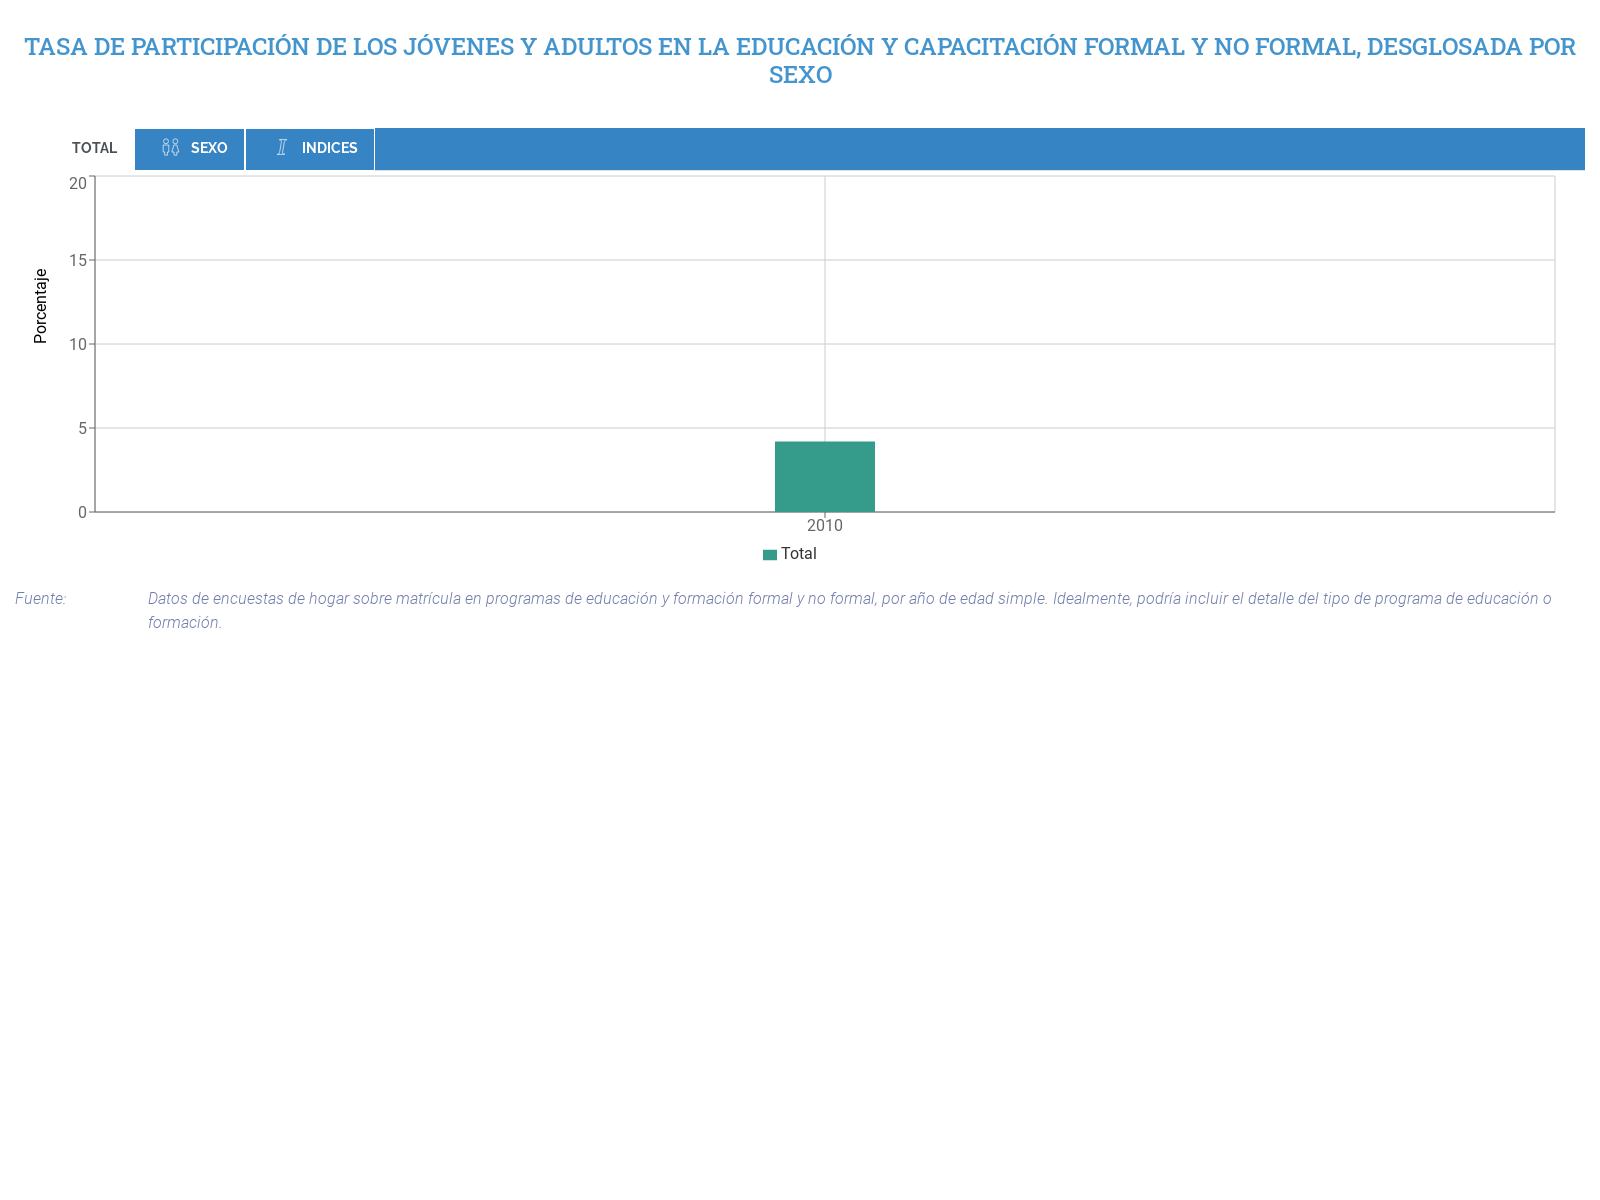 TASA DE PARTICIPACIÓN DE LOS JÓVENES Y ADULTOS EN LA EDUCACIÓN Y CAPACITACIÓN FORMAL Y NO FORMAL, DESGLOSADA POR
SEXO
TOTAL SEXO INDICES
20
15
10
5
0
Porcentaje
2010
Total
Fuente: Datos de encuestas de hogar sobre matrícula en programas de educación y formación formal y no formal, por año de edad simple. Idealmente, podría incluir el detalle del tipo de programa de educación o
formación.